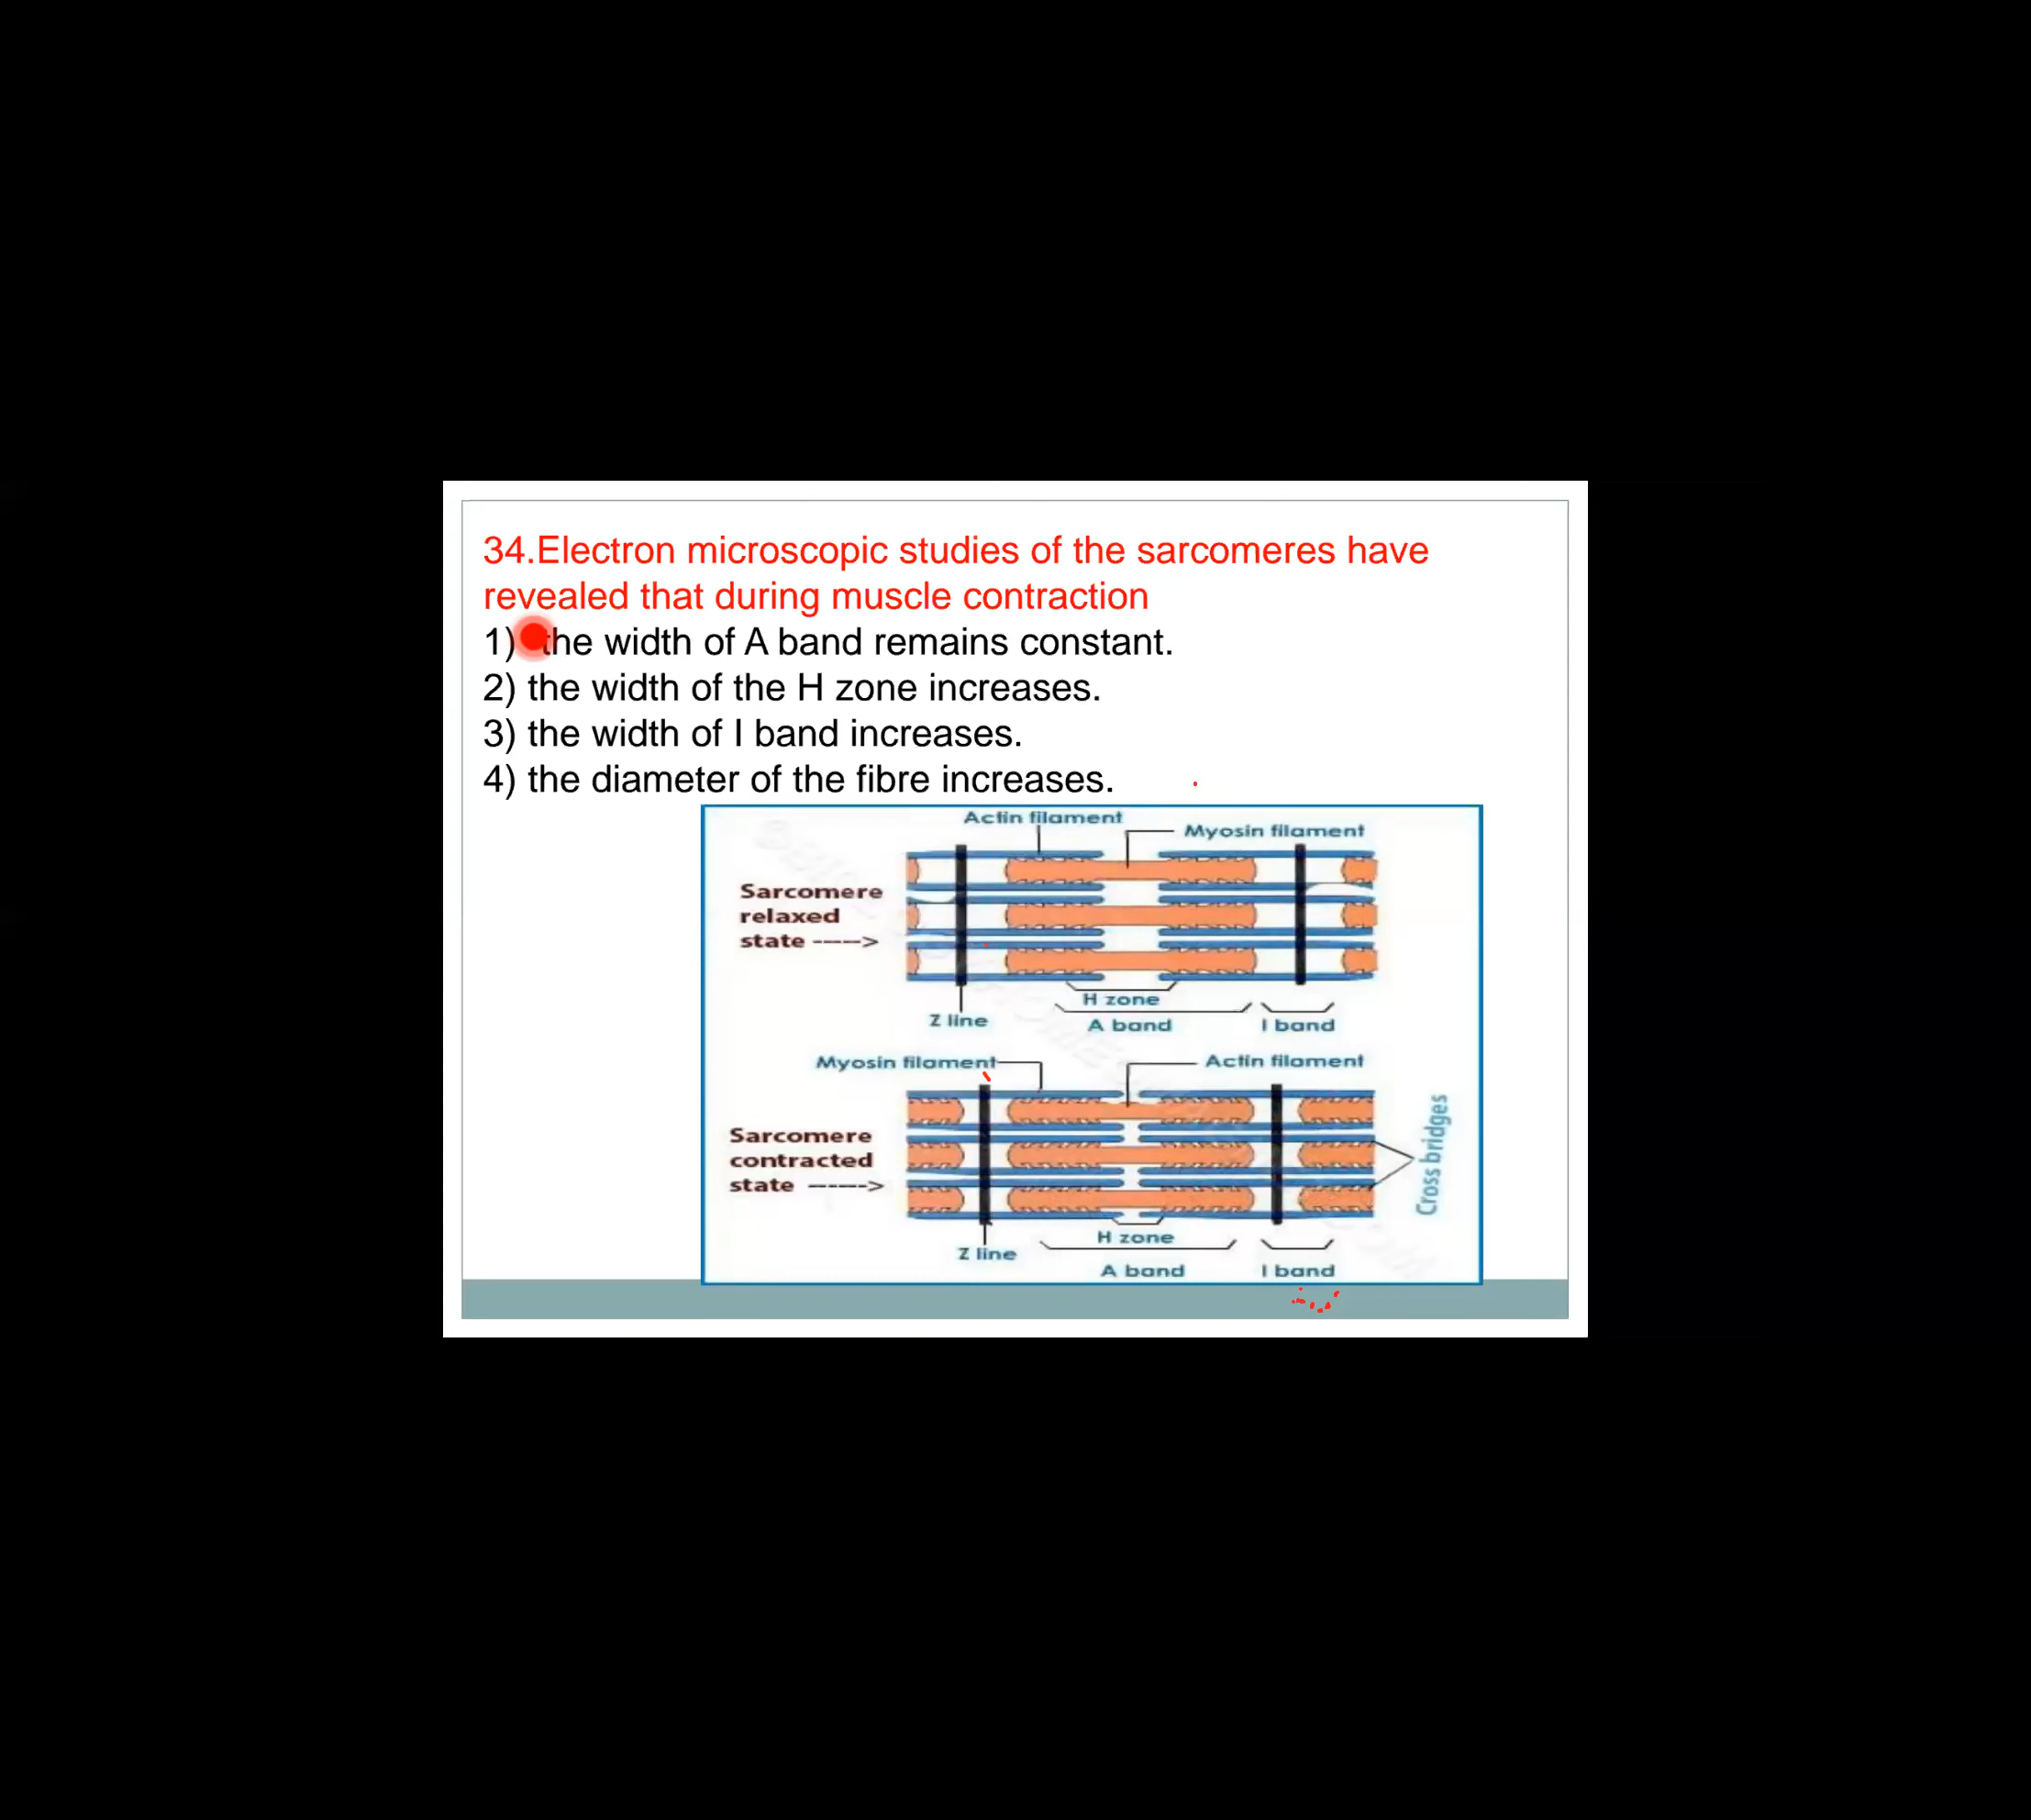 34.Electron microscopic studies of the sarcomeres have
revealed that during muscle contraction
1) the width of A band remains constant.
2) the width of the H zone increases.
3) the width of I band increases.
4) the diameter of the fibre increases.
Actin filament
Myosin filament
Sarcomere
relaxed
state ----->
H zone
Z line
A band
I band
Myosin filament
Actin filament
Sarcomere
contracted
state ------>
Cross bridges
H zone
Z line
A band
I band